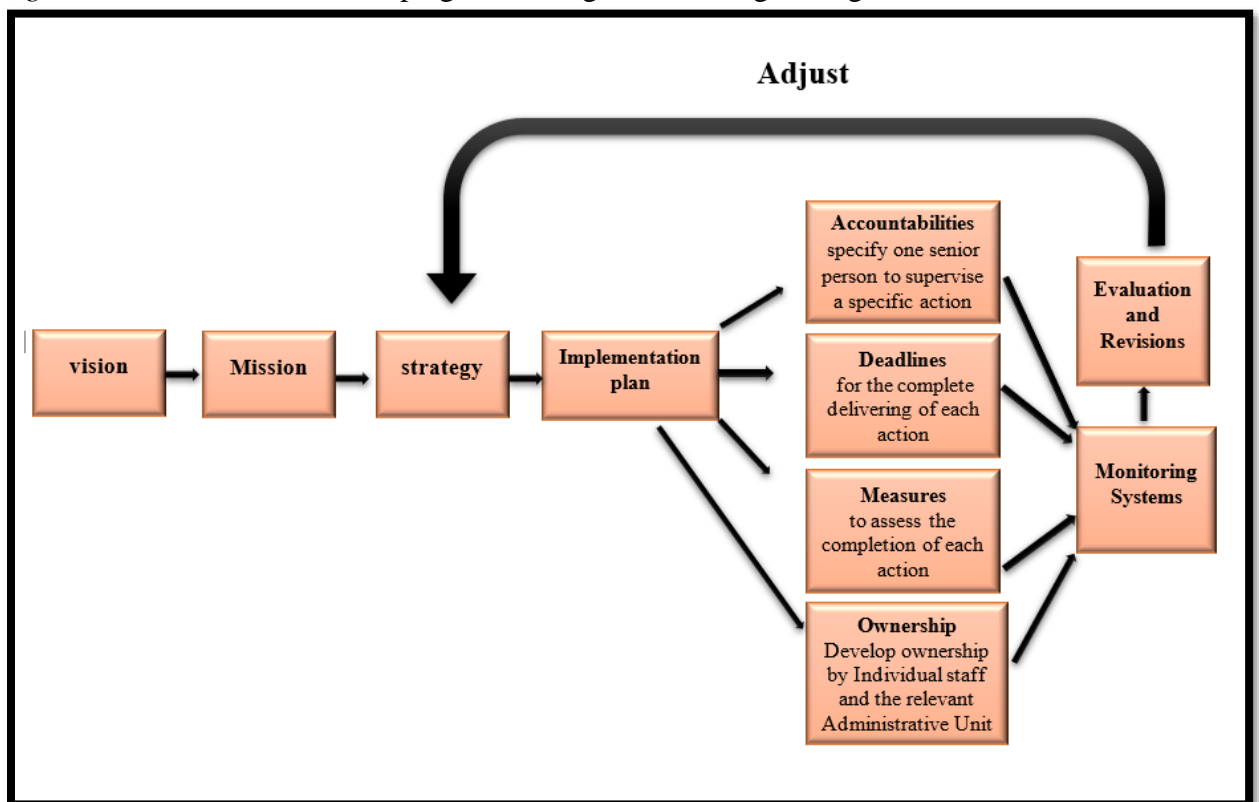 Adjust
vision
Mission
strategy
Implementation
plan
Accountabilities
specify one senior
person to supervise
a specific action
Deadlines
for the complete
delivering of each
action
Measures
to assess the
completion of each
action
Ownership
Develop ownership
by Individual staff
and the relevant
Administrative Unit
Monitoring
Systems
Evaluation
and
Revisions